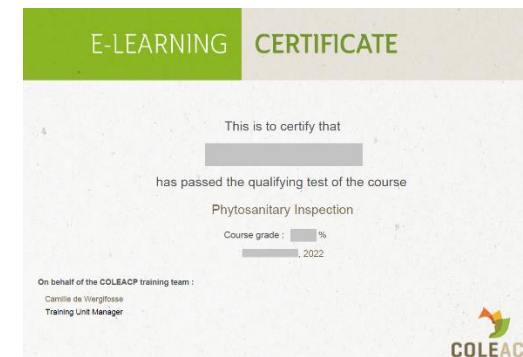 E-LEARNING CERTIFICATE
This is to certify that
has passed the qualifying test of the course
Phytosanitary Inspection
Course grade : %
, 2022
On behalf of the COLEACP training team :
Camille de Wergifosse
Training Unit Manager
COLEAC